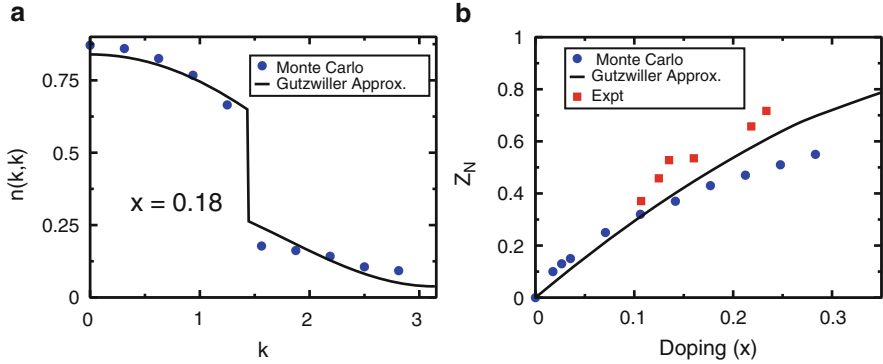 a
0.75
0.5
0.25
0
n(k,k)
Monte Carlo
Gutzwiller Approx.
x = 0.18
0
1
2
3
k
b
1
0.8
0.6
0.4
0.2
0
Z_N
Monte Carlo
Gutzwiller Approx.
Expt
0
0.1
0.2
0.3
Doping (x)